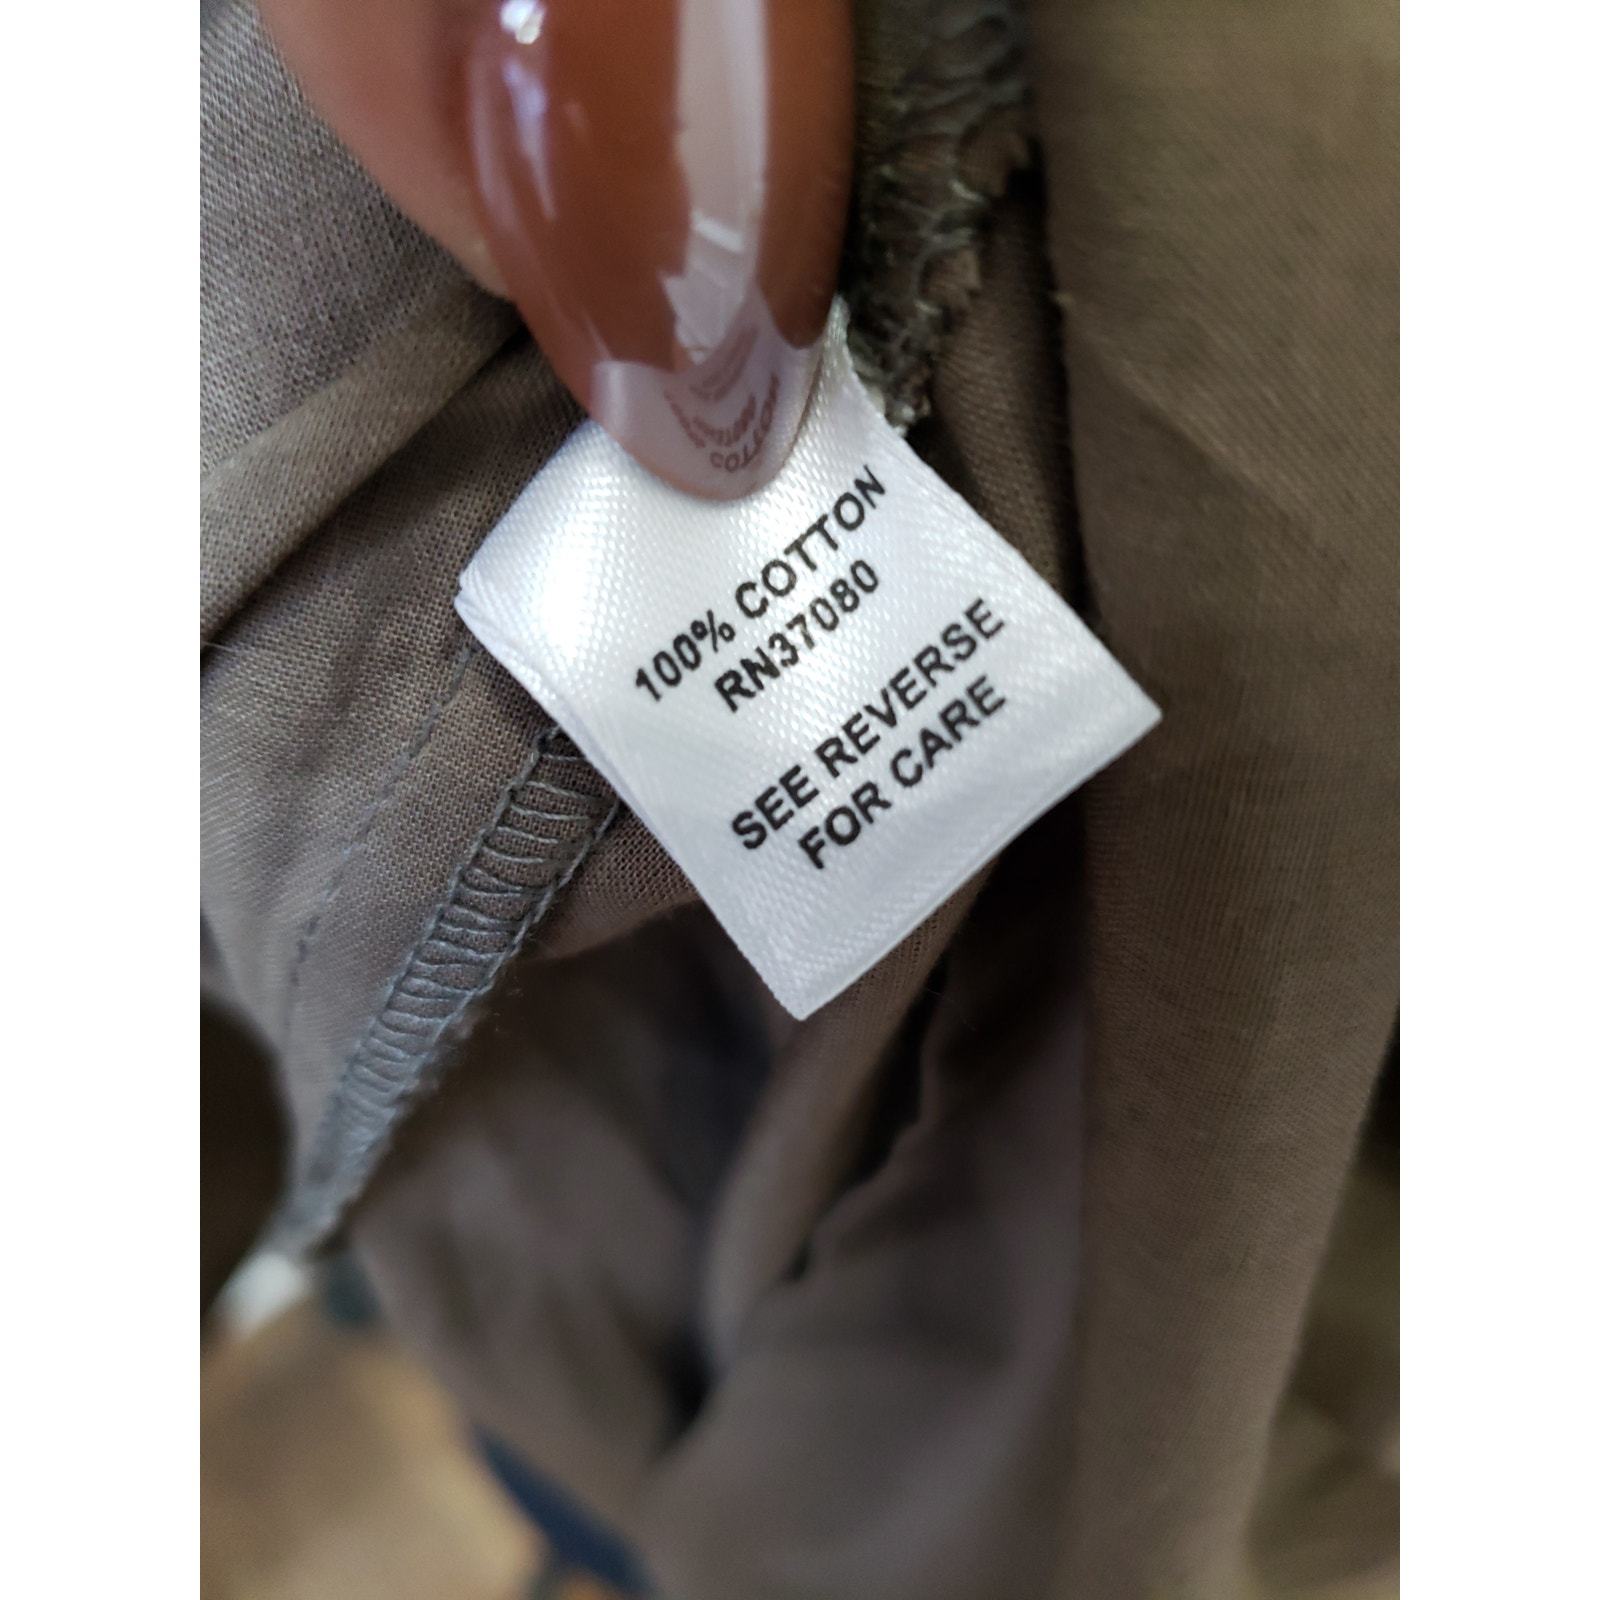 100% COTTON
RN37080
SEE REVERSE
FOR CARE